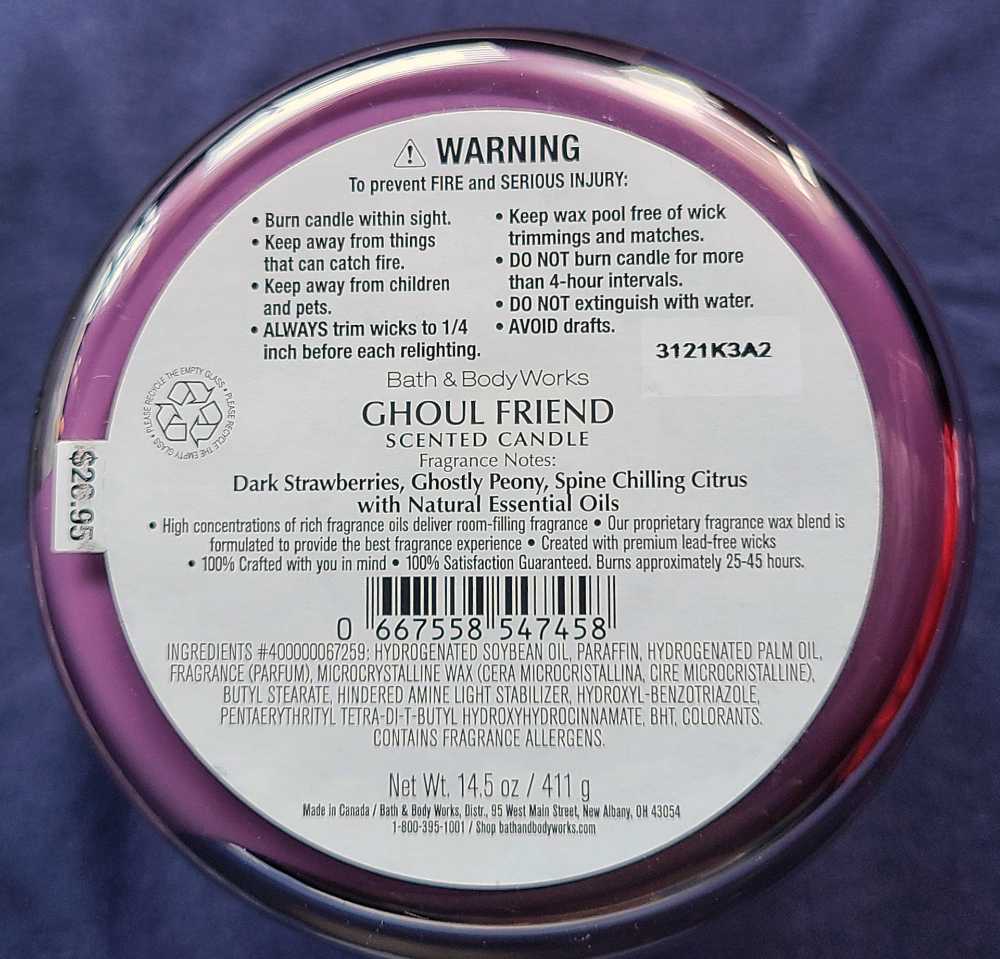 WARNING
To prevent FIRE and SERIOUS INJURY:
• Burn candle within sight.
• Keep away from things
that can catch fire.
• Keep away from children
and pets.
• ALWAYS trim wicks to 1/4
inch before each relighting.
• Keep wax pool free of wick
trimmings and matches.
• DO NOT burn candle for more
than 4-hour intervals.
• DO NOT extinguish with water.
• AVOID drafts.
3121K3A2
PLEASE RECYCLE THE EMPTY GLASS • PLEASE RECYCLE THE EMPTY GLASS •
$26.95
Bath & Body Works
GHOUL FRIEND
SCENTED CANDLE
Fragrance Notes:
Dark Strawberries, Ghostly Peony, Spine Chilling Citrus
with Natural Essential Oils
• High concentrations of rich fragrance oils deliver room-filling fragrance • Our proprietary fragrance wax blend is
formulated to provide the best fragrance experience • Created with premium lead-free wicks
• 100% Crafted with you in mind • 100% Satisfaction Guaranteed. Burns approximately 25-45 hours.
0 667558 547458
INGREDIENTS #400000067259: HYDROGENATED SOYBEAN OIL, PARAFFIN, HYDROGENATED PALM OIL,
FRAGRANCE (PARFUM), MICROCRYSTALLINE WAX (CERA MICROCRISTALLINA, CIRE MICROCRISTALLINE),
BUTYL STEARATE, HINDERED AMINE LIGHT STABILIZER, HYDROXYL-BENZOTRIAZOLE,
PENTAERYTHRITYL TETRA-DI-T-BUTYL HYDROXYHYDROCINNAMATE, BHT, COLORANTS.
CONTAINS FRAGRANCE ALLERGENS.
Net Wt. 14.5 oz / 411 g
Made in Canada / Bath & Body Works, Distr., 95 West Main Street, New Albany, OH 43054
1-800-395-1001 / Shop bathandbodyworks.com